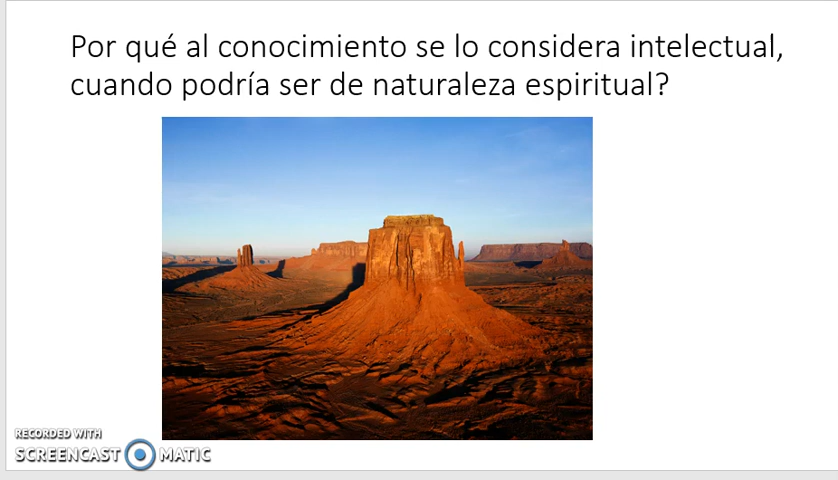 Por qué al conocimiento se lo considera intelectual,
cuando podría ser de naturaleza espiritual?
RECORDED WITH
SCREENCAST MATIC